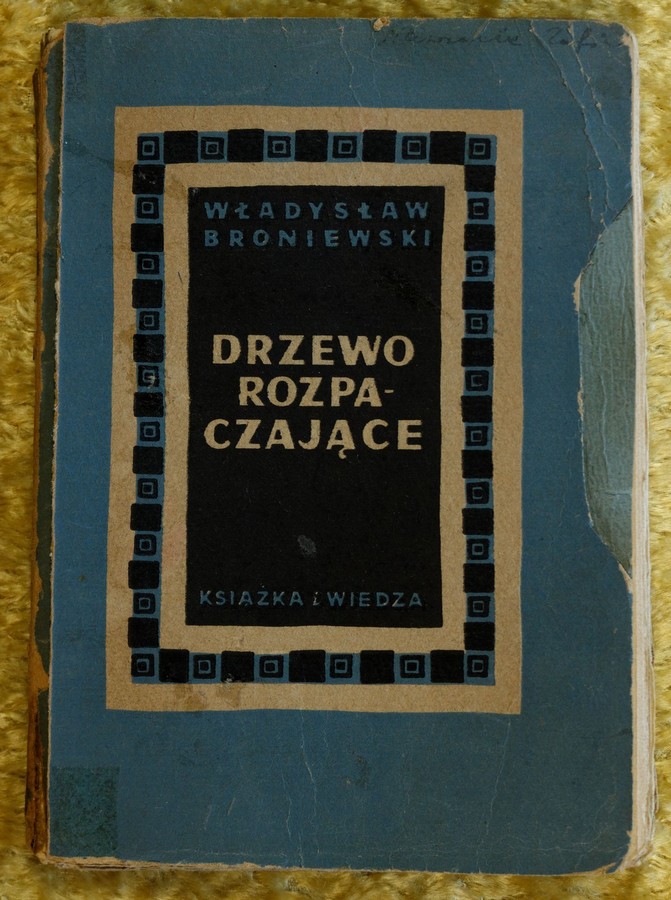 WŁADYSŁAW
BRONIEWSKI
DRZEWO
ROZPA-
CZAJĄCE
KSIĄŻKA i WIEDZA